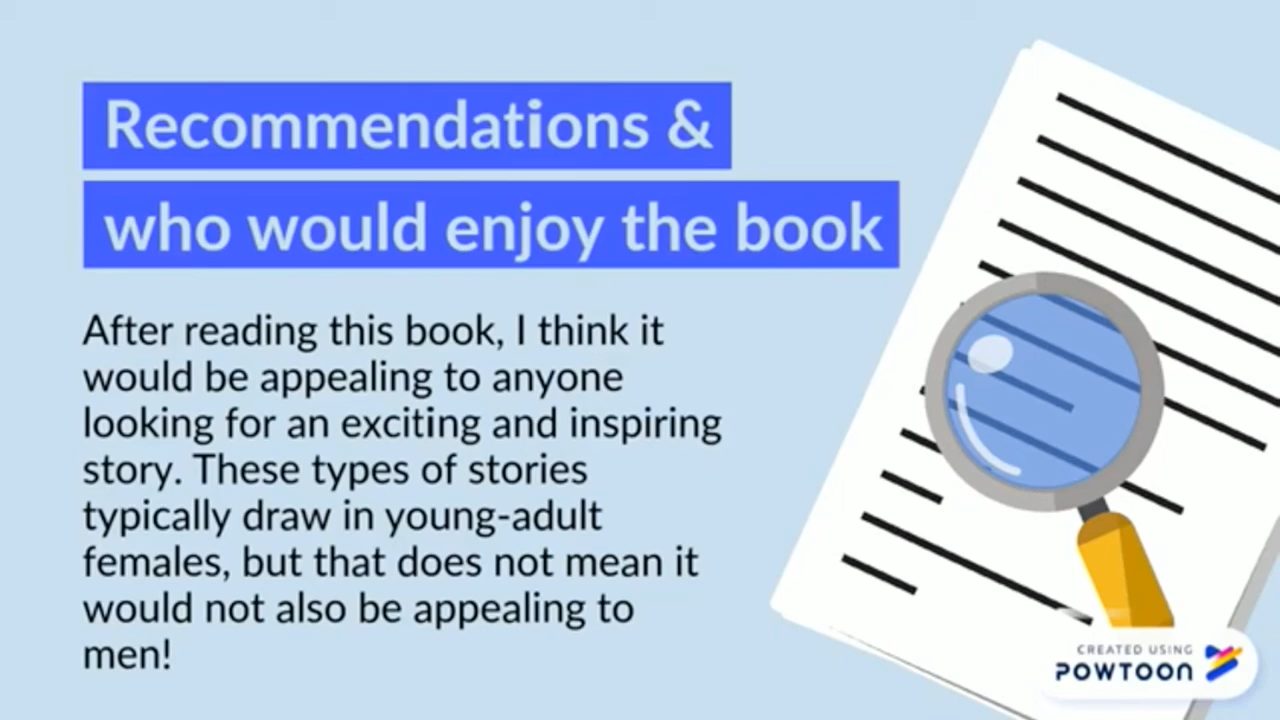 Recommendations &
who would enjoy the book
After reading this book, I think it
would be appealing to anyone
looking for an exciting and inspiring
story. These types of stories
typically draw in young-adult
females, but that does not mean it
would not also be appealing to
men!
CREATED USING
POWTOON